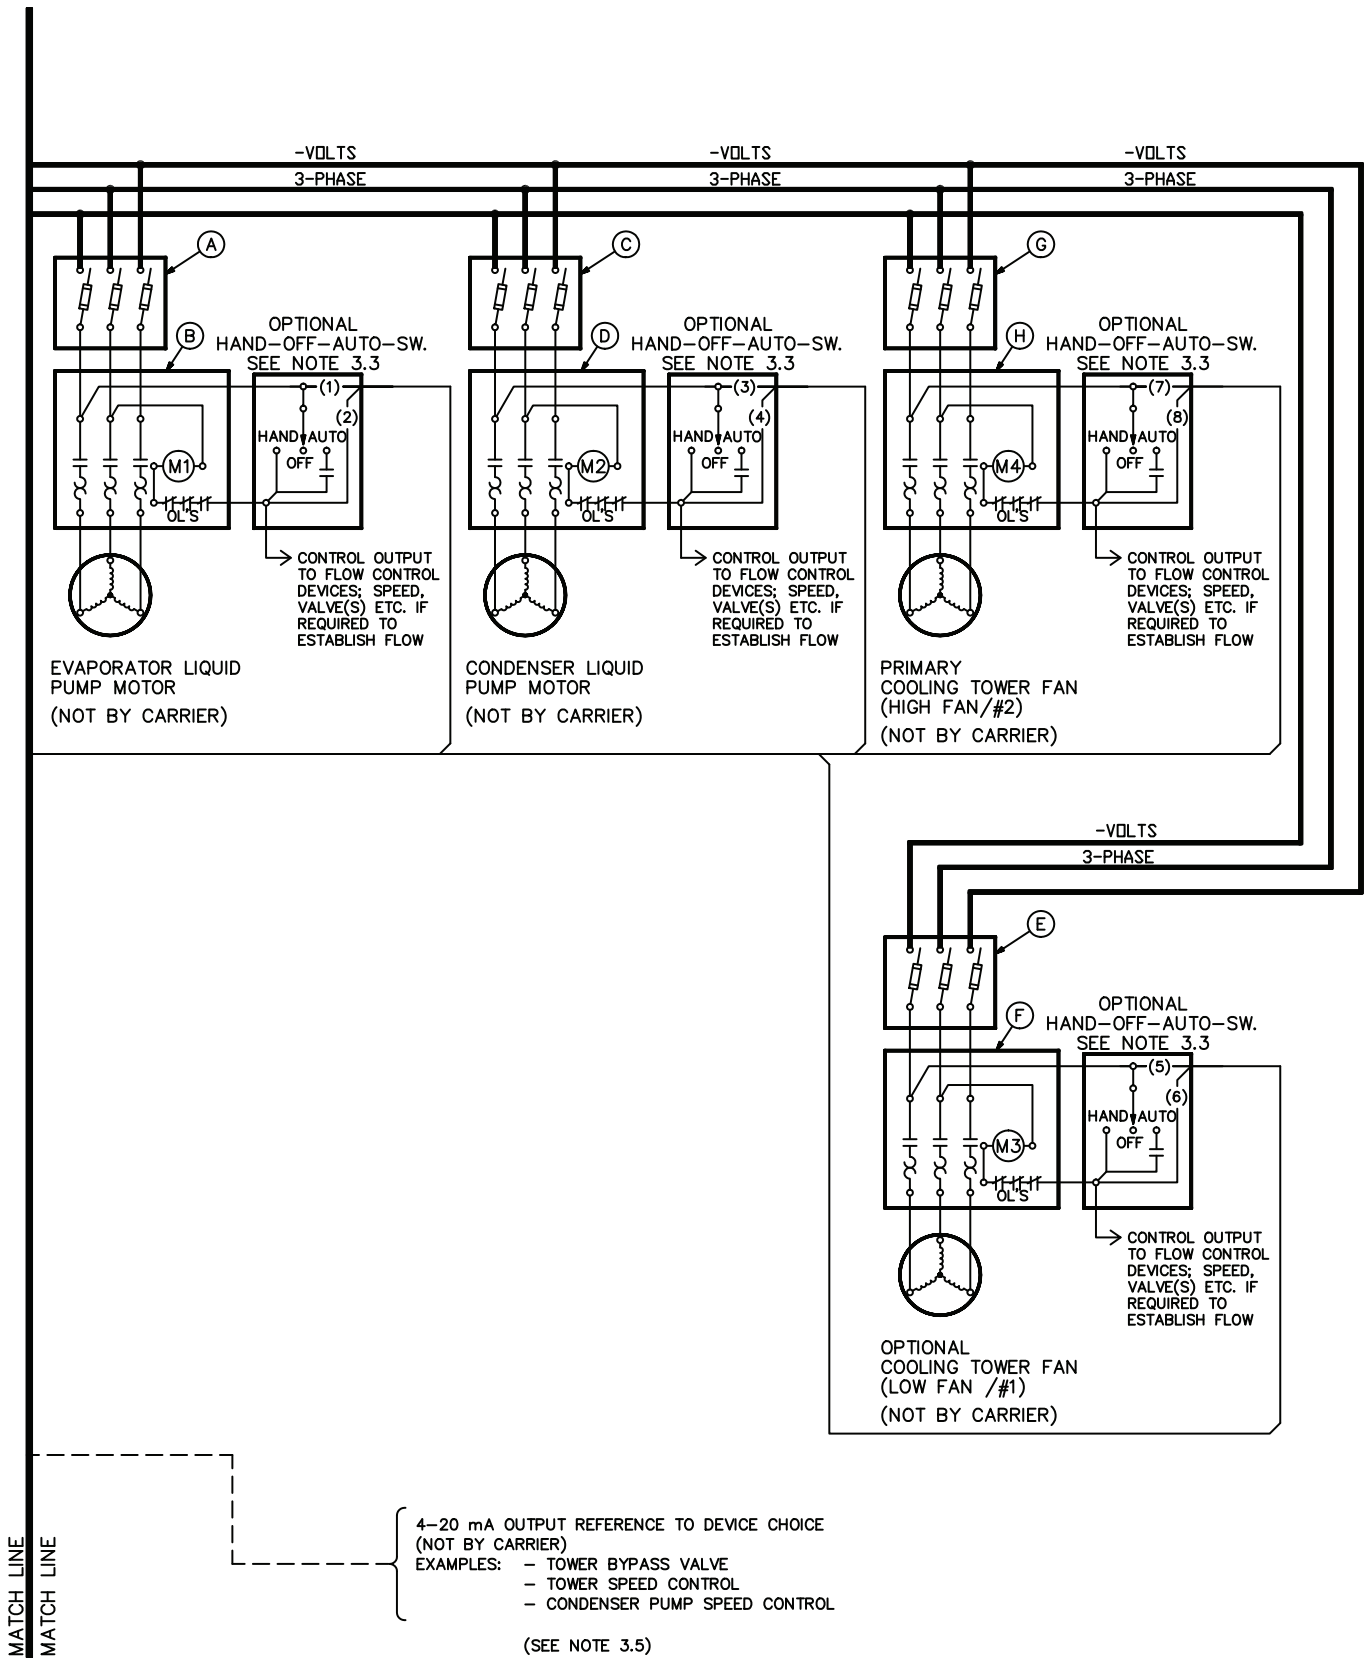 -VOLTS
3-PHASE
-VOLTS
3-PHASE
-VOLTS
3-PHASE
A
B
OPTIONAL
HAND-OFF-AUTO-SW.
SEE NOTE 3.3
(1)
(2)
HAND AUTO
OFF
M1
OL'S
CONTROL OUTPUT
TO FLOW CONTROL
DEVICES; SPEED,
VALVE(S) ETC. IF
REQUIRED TO
ESTABLISH FLOW
EVAPORATOR LIQUID
PUMP MOTOR
(NOT BY CARRIER)
C
D
OPTIONAL
HAND-OFF-AUTO-SW.
SEE NOTE 3.3
(3)
(4)
HAND AUTO
OFF
M2
OL'S
CONTROL OUTPUT
TO FLOW CONTROL
DEVICES; SPEED,
VALVE(S) ETC. IF
REQUIRED TO
ESTABLISH FLOW
CONDENSER LIQUID
PUMP MOTOR
(NOT BY CARRIER)
G
H
OPTIONAL
HAND-OFF-AUTO-SW.
SEE NOTE 3.3
(7)
(8)
HAND AUTO
OFF
M4
OL'S
CONTROL OUTPUT
TO FLOW CONTROL
DEVICES; SPEED,
VALVE(S) ETC. IF
REQUIRED TO
ESTABLISH FLOW
PRIMARY
COOLING TOWER FAN
(HIGH FAN/#2)
(NOT BY CARRIER)
-VOLTS
3-PHASE
E
F
OPTIONAL
HAND-OFF-AUTO-SW.
SEE NOTE 3.3
(5)
(6)
HAND AUTO
OFF
M3
OL'S
CONTROL OUTPUT
TO FLOW CONTROL
DEVICES; SPEED,
VALVE(S) ETC. IF
REQUIRED TO
ESTABLISH FLOW
OPTIONAL
COOLING TOWER FAN
(LOW FAN /#1)
(NOT BY CARRIER)
4-20 mA OUTPUT REFERENCE TO DEVICE CHOICE
(NOT BY CARRIER)
EXAMPLES: - TOWER BYPASS VALVE
- TOWER SPEED CONTROL
- CONDENSER PUMP SPEED CONTROL
(SEE NOTE 3.5)
MATCH LINE
MATCH LINE